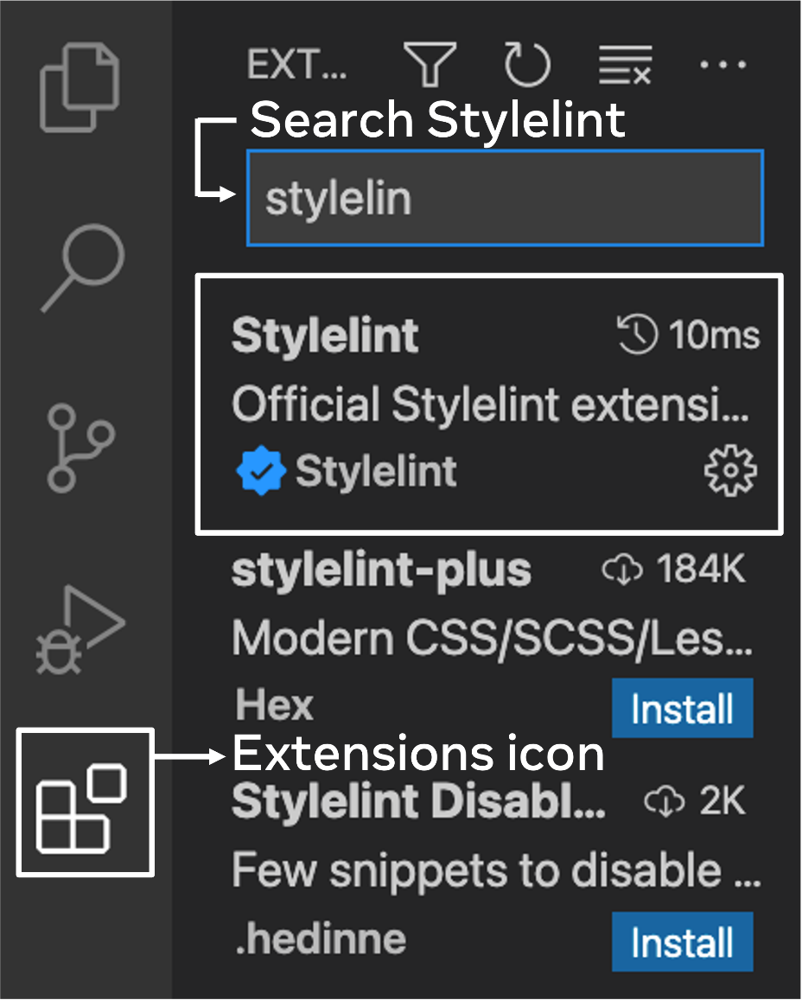 EXT...
Search Stylelint
stylelin
Stylelint 10ms
Official Stylelint extensi...
Stylelint
stylelint-plus 184K
Modern CSS/SCSS/Les...
Hex Install
Extensions icon
Stylelint Disabl... 2K
Few snippets to disable ...
.hedinne Install